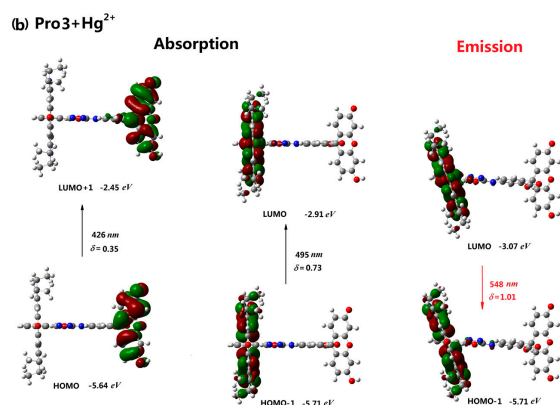 (b) Pro3+Hg2+
Absorption
Emission
LUMO+1 -2.45 eV
LUMO -2.91 eV
LUMO -3.07 eV
426 nm
δ= 0.35
495 nm
δ= 0.73
548 nm
δ=1.01
HOMO -5.64 eV
HOMO-1 -5.71 eV
HOMO-1 -5.71 eV